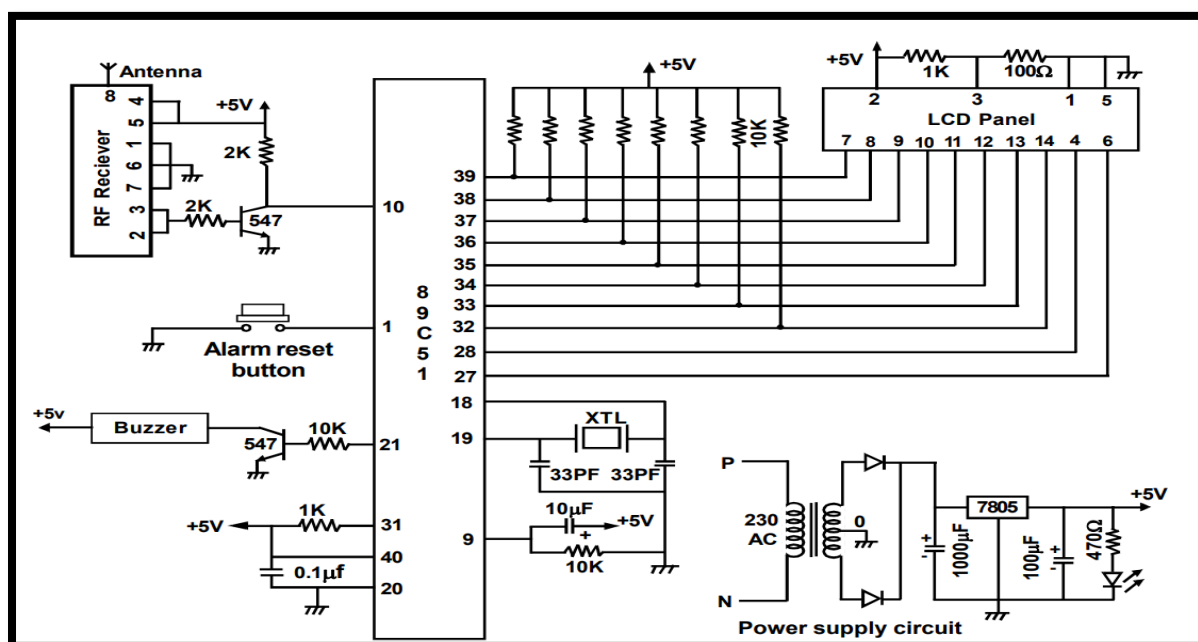 Antenna
8
RF Reciever
4
5
1
6
7
3
2
+5V
2K
2K
547
10
1
Alarm reset
button
+5v
Buzzer
547
10K
21
+5V
1K
31
40
0.1µf
20
89C51
39
38
37
36
35
34
33
32
28
27
18
19
9
+5V
10K
+5V
1K
100Ω
2
3
1
5
LCD Panel
7
8
9
10
11
12
13
14
4
6
XTL
33PF
33PF
10µF
+5V
+
10K
P
230
AC
N
0
+
-
1000µF
7805
+
-
100µF
470Ω
+5V
Power supply circuit